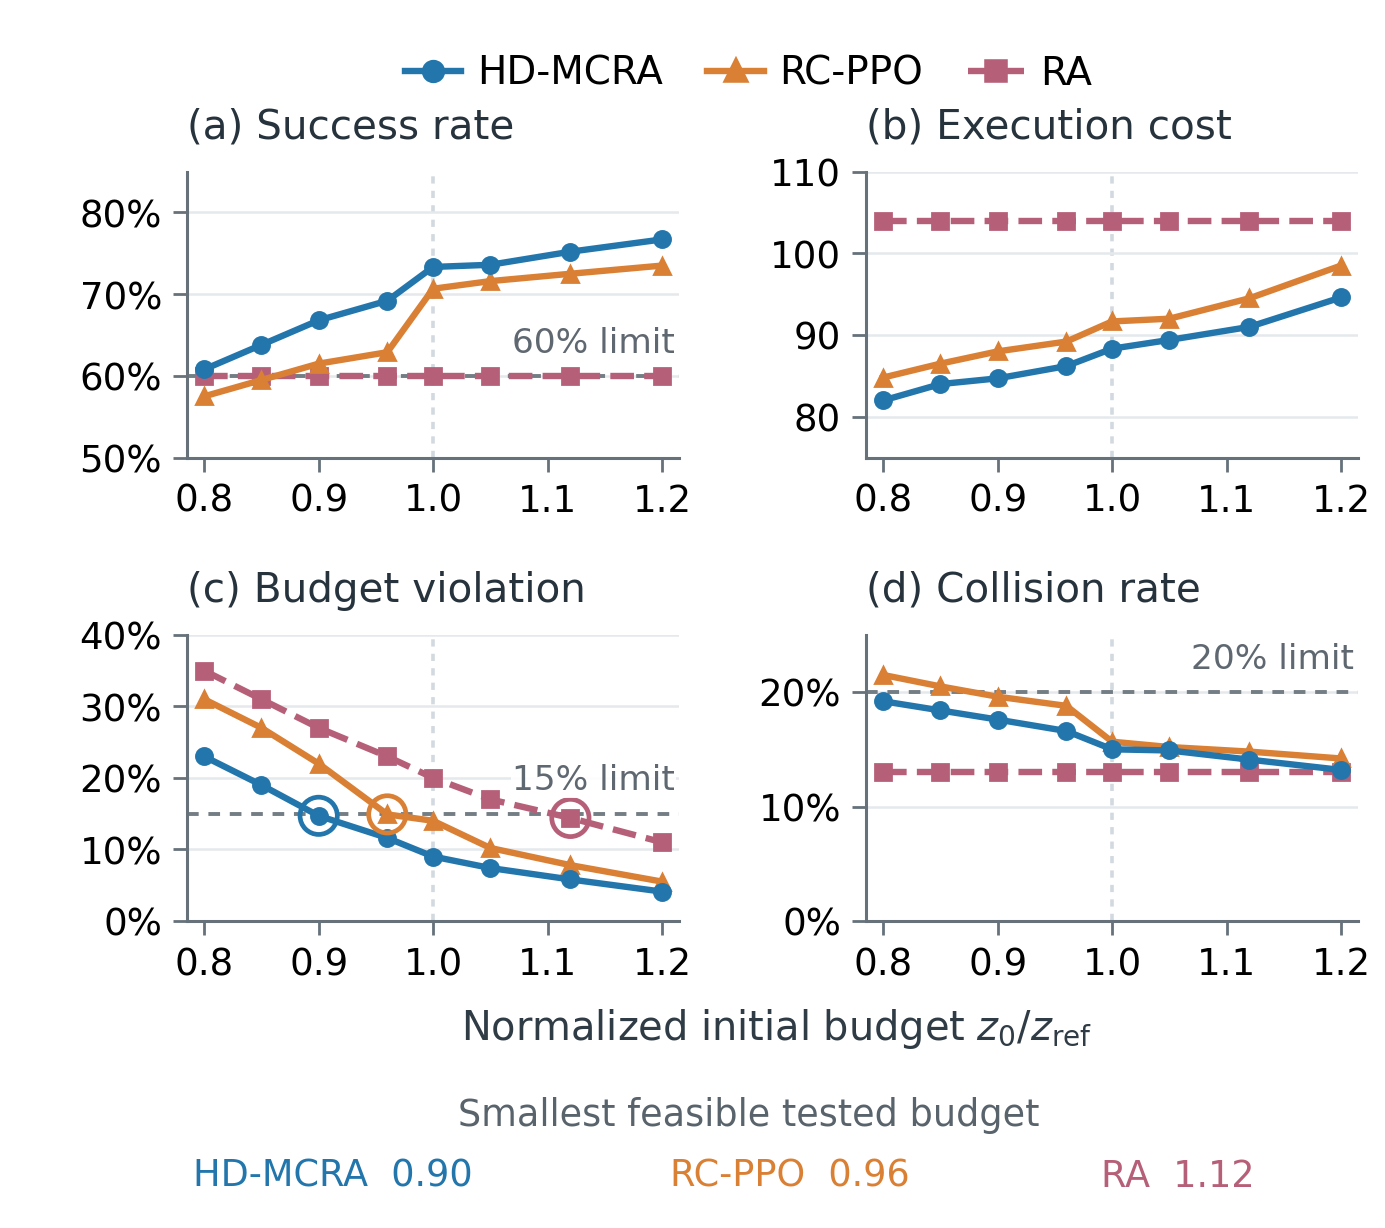 HD-MCRA RC-PPO RA
(a) Success rate
80%
70%
60%
50%
60% limit
0.8 0.9 1.0 1.1 1.2
(b) Execution cost
110
100
90
80
0.8 0.9 1.0 1.1 1.2
(c) Budget violation
40%
30%
20%
10%
0%
15% limit
0.8 0.9 1.0 1.1 1.2
(d) Collision rate
20%
10%
0%
20% limit
0.8 0.9 1.0 1.1 1.2
Normalized initial budget z₀/z_ref
Smallest feasible tested budget
HD-MCRA 0.90 RC-PPO 0.96 RA 1.12